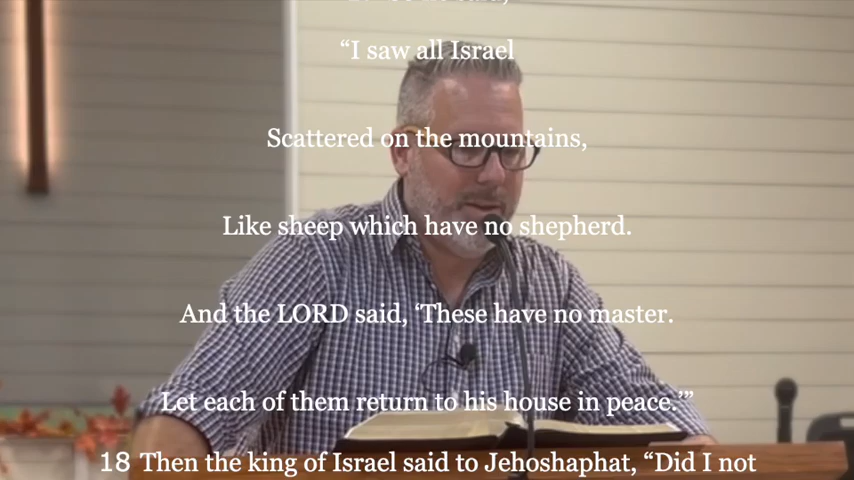 “I saw all Israel
Scattered on the mountains,
Like sheep which have no shepherd.
And the LORD said, ‘These have no master.
Let each of them return to his house in peace.’”
18 Then the king of Israel said to Jehoshaphat, “Did I not